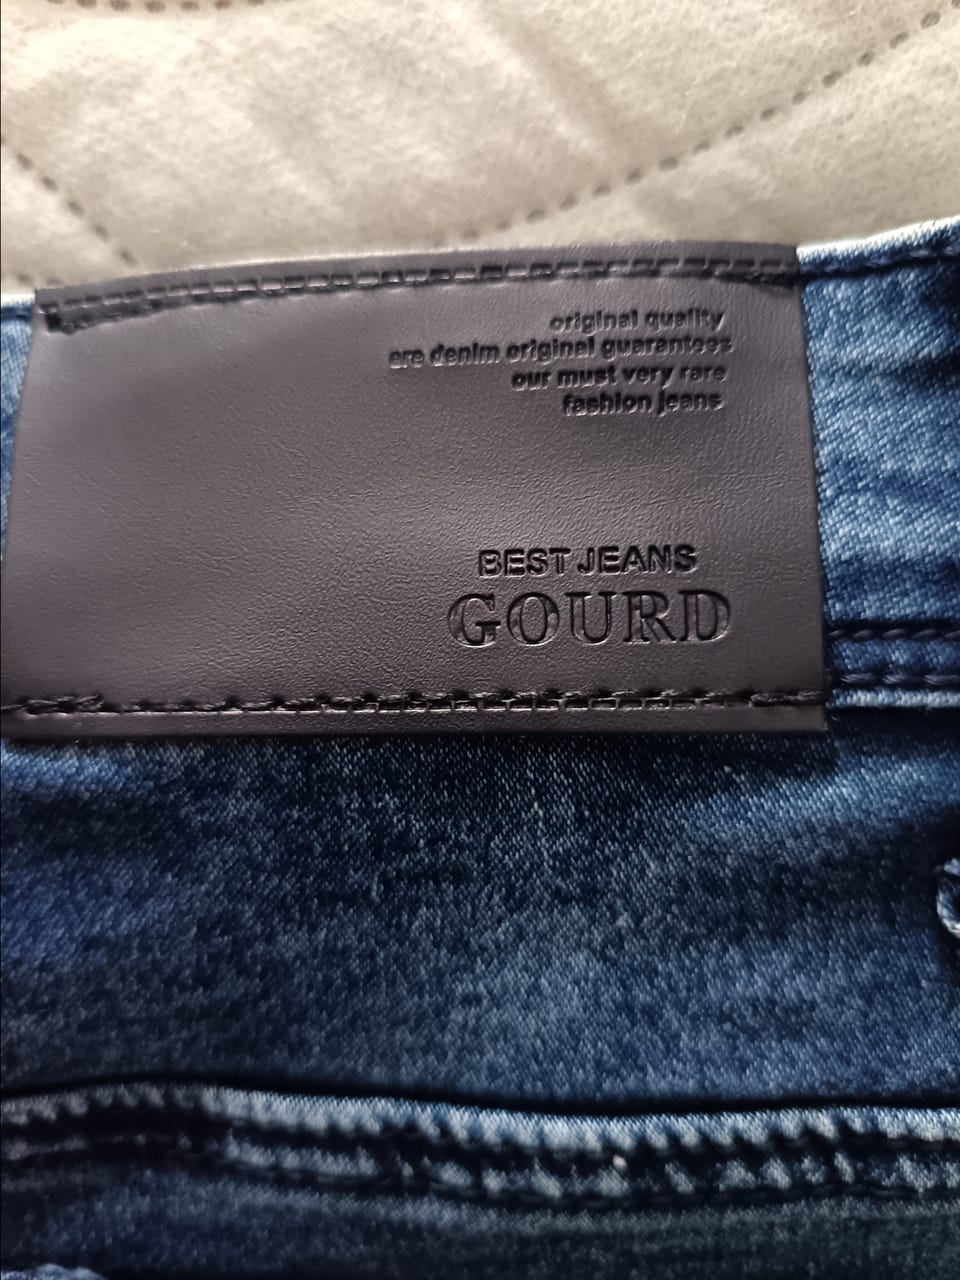 original quality
are denim original guarantees
our must very rare
fashion jeans
BEST JEANS
GOURD